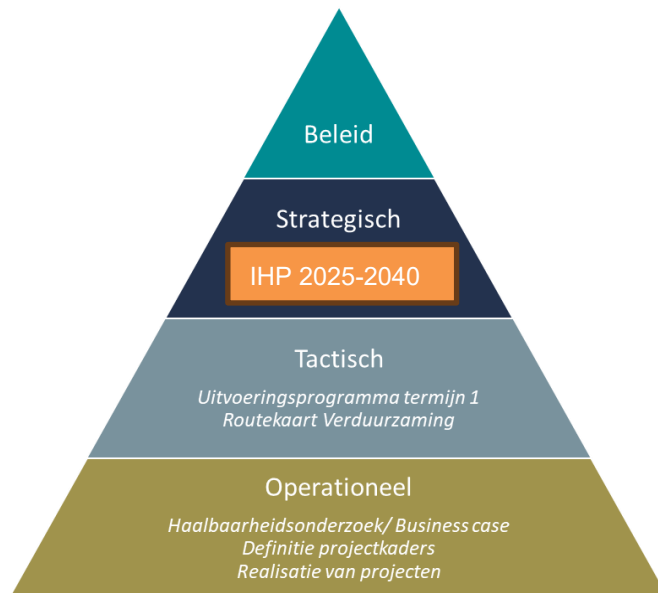 Beleid
Strategisch
IHP 2025-2040
Tactisch
Uitvoeringsprogramma termijn 1
Routekaart Verduurzaming
Operationeel
Haalbaarheidsonderzoek/ Business case
Definitie projectkaders
Realisatie van projecten